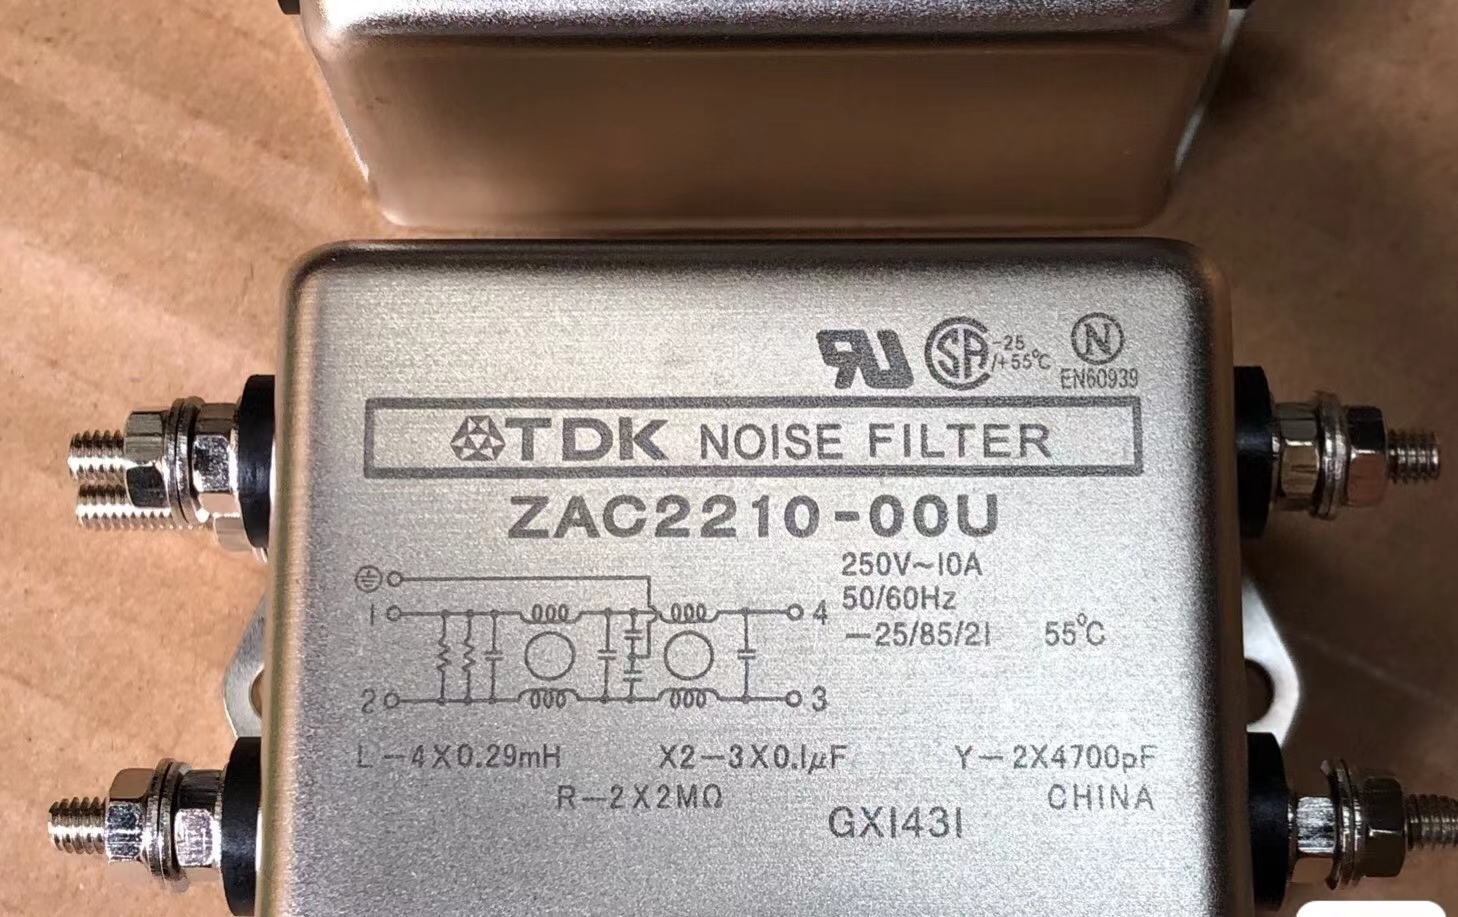 -25
/+55℃
N
EN60939
TDK NOISE FILTER
ZAC2210-00U
250V~10A
50/60Hz
-25/85/21 55℃
1
4
2
3
L-4X0.29mH X2-3X0.1μF Y-2X4700pF
R-2X2MΩ CHINA
GX1431